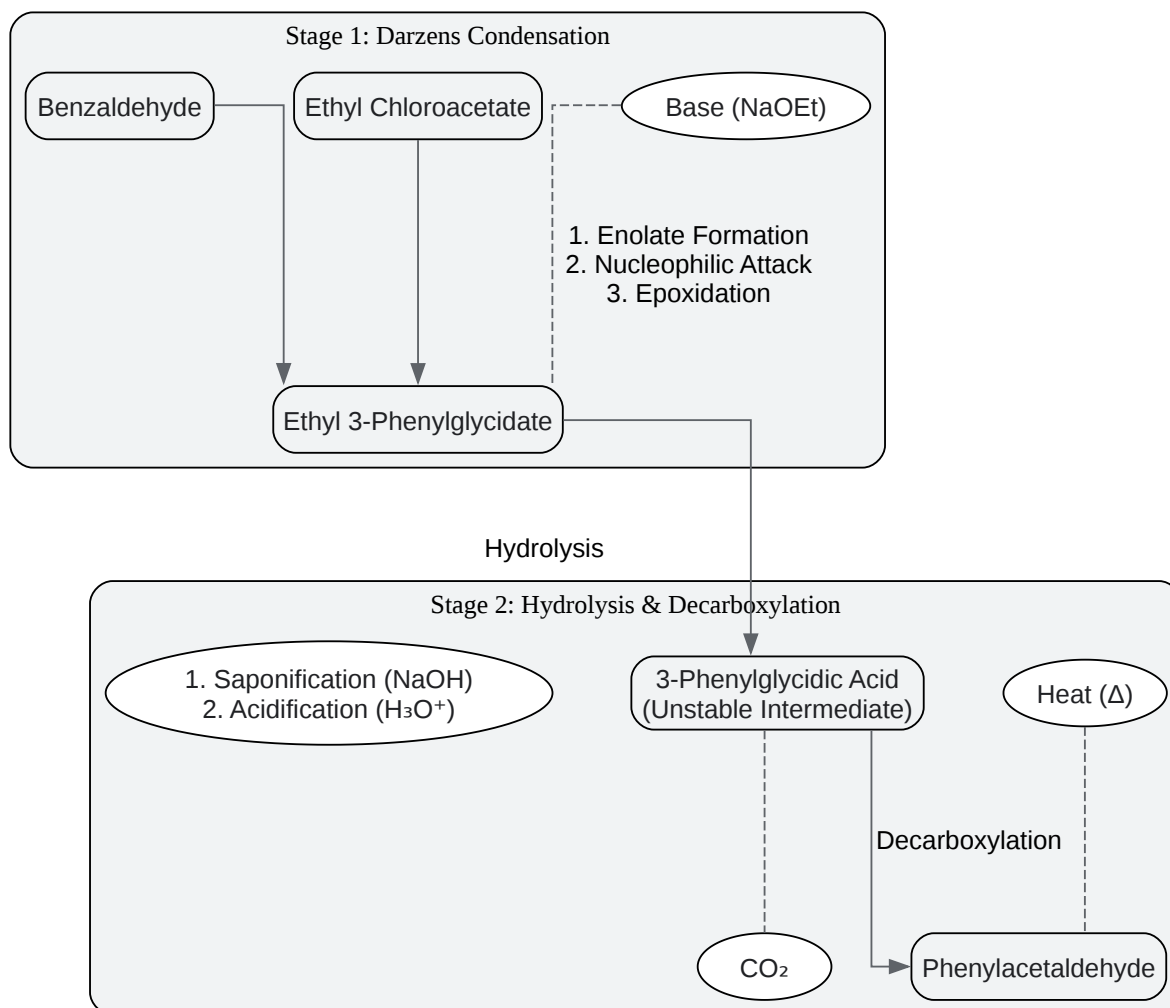 Stage 1: Darzens Condensation
Benzaldehyde
Ethyl Chloroacetate
Base (NaOEt)
1. Enolate Formation
2. Nucleophilic Attack
3. Epoxidation
Ethyl 3-Phenylglycidate
Hydrolysis
Stage 2: Hydrolysis & Decarboxylation
1. Saponification (NaOH)
2. Acidification (H₃O⁺)
3-Phenylglycidic Acid
(Unstable Intermediate)
Heat (Δ)
Decarboxylation
CO₂
Phenylacetaldehyde